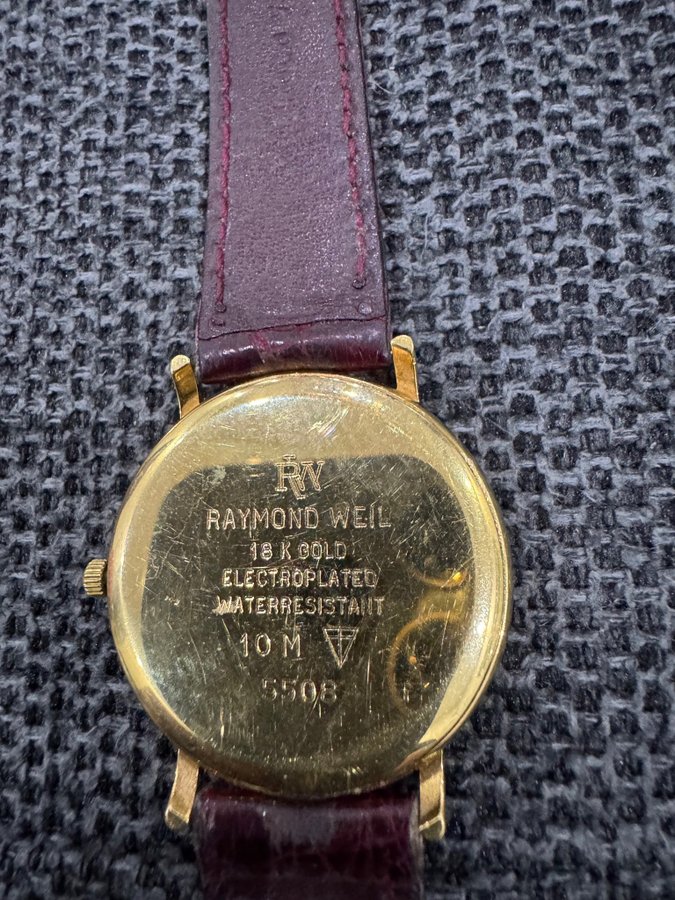 RW
RAYMOND WEIL
18 K GOLD
ELECTROPLATED
WATERRESISTANT
10 M
5508